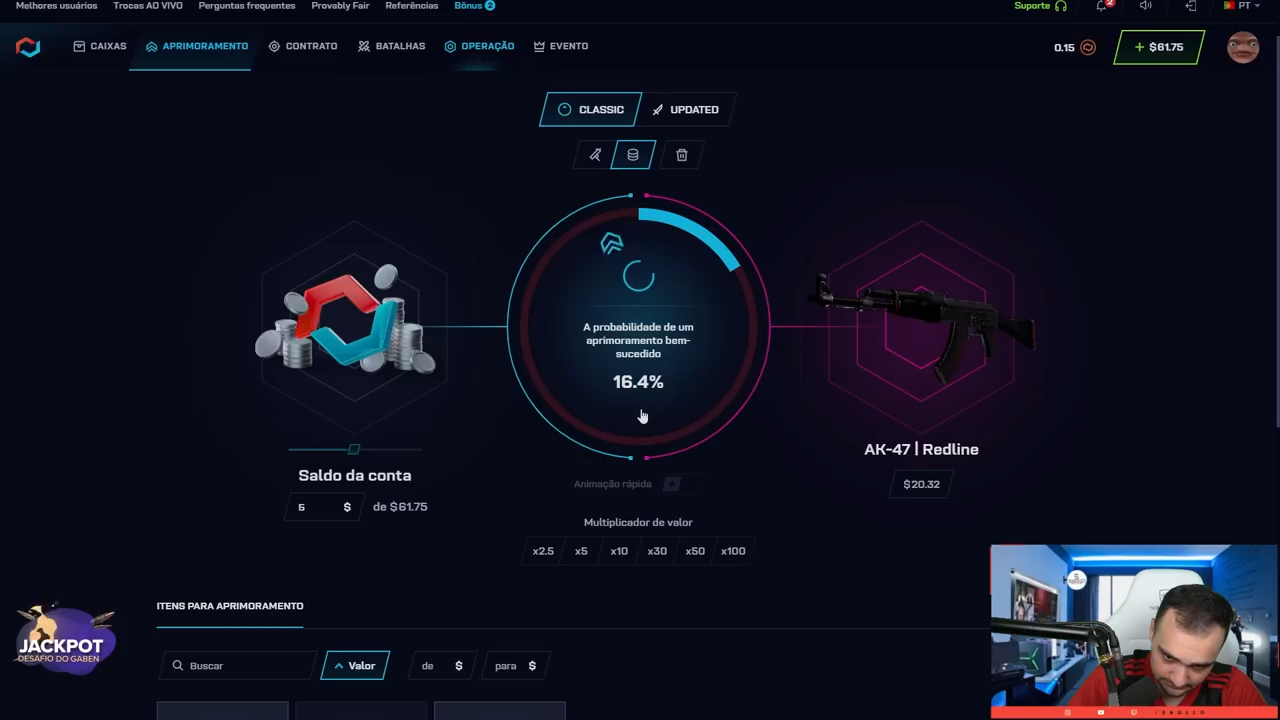 Melhores usuários Trocas AO VIVO Perguntas frequentes Provably Fair Referências Bônus 2 Suporte 2 PT
CAIXAS APRIMORAMENTO CONTRATO BATALHAS OPERAÇÃO EVENTO 0.15 + $61.75
CLASSIC UPDATED
A probabilidade de um
aprimoramento bem-
sucedido
16.4%
Saldo da conta
5 $ de $61.75
AK-47 | Redline
$20.32
Animação rápida
Multiplicador de valor
x2.5 x5 x10 x30 x50 x100
ITENS PARA APRIMORAMENTO
Buscar Valor de $ para $
JACKPOT
DESAFIO DO GABEN